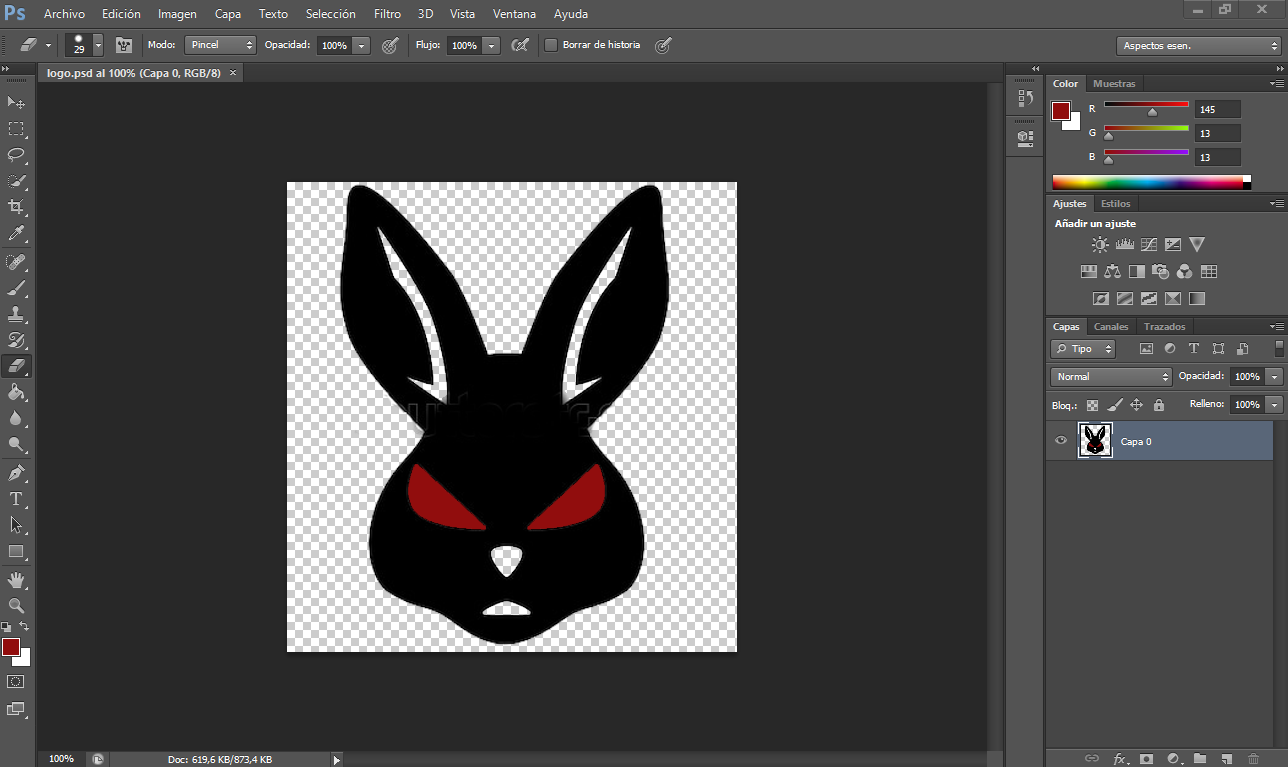 Ps Archivo Edición Imagen Capa Texto Selección Filtro 3D Vista Ventana Ayuda
29 Modo: Pincel Opacidad: 100% Flujo: 100% Borrar de historia Aspectos esen.
logo.psd al 100% (Capa 0, RGB/8) ×
Color Muestras
R 145
G 13
B 13
Ajustes Estilos
Añadir un ajuste
Capas Canales Trazados
Tipo
Normal Opacidad: 100%
Bloq.: Relleno: 100%
Capa 0
100% Doc: 619,6 KB/873,4 KB